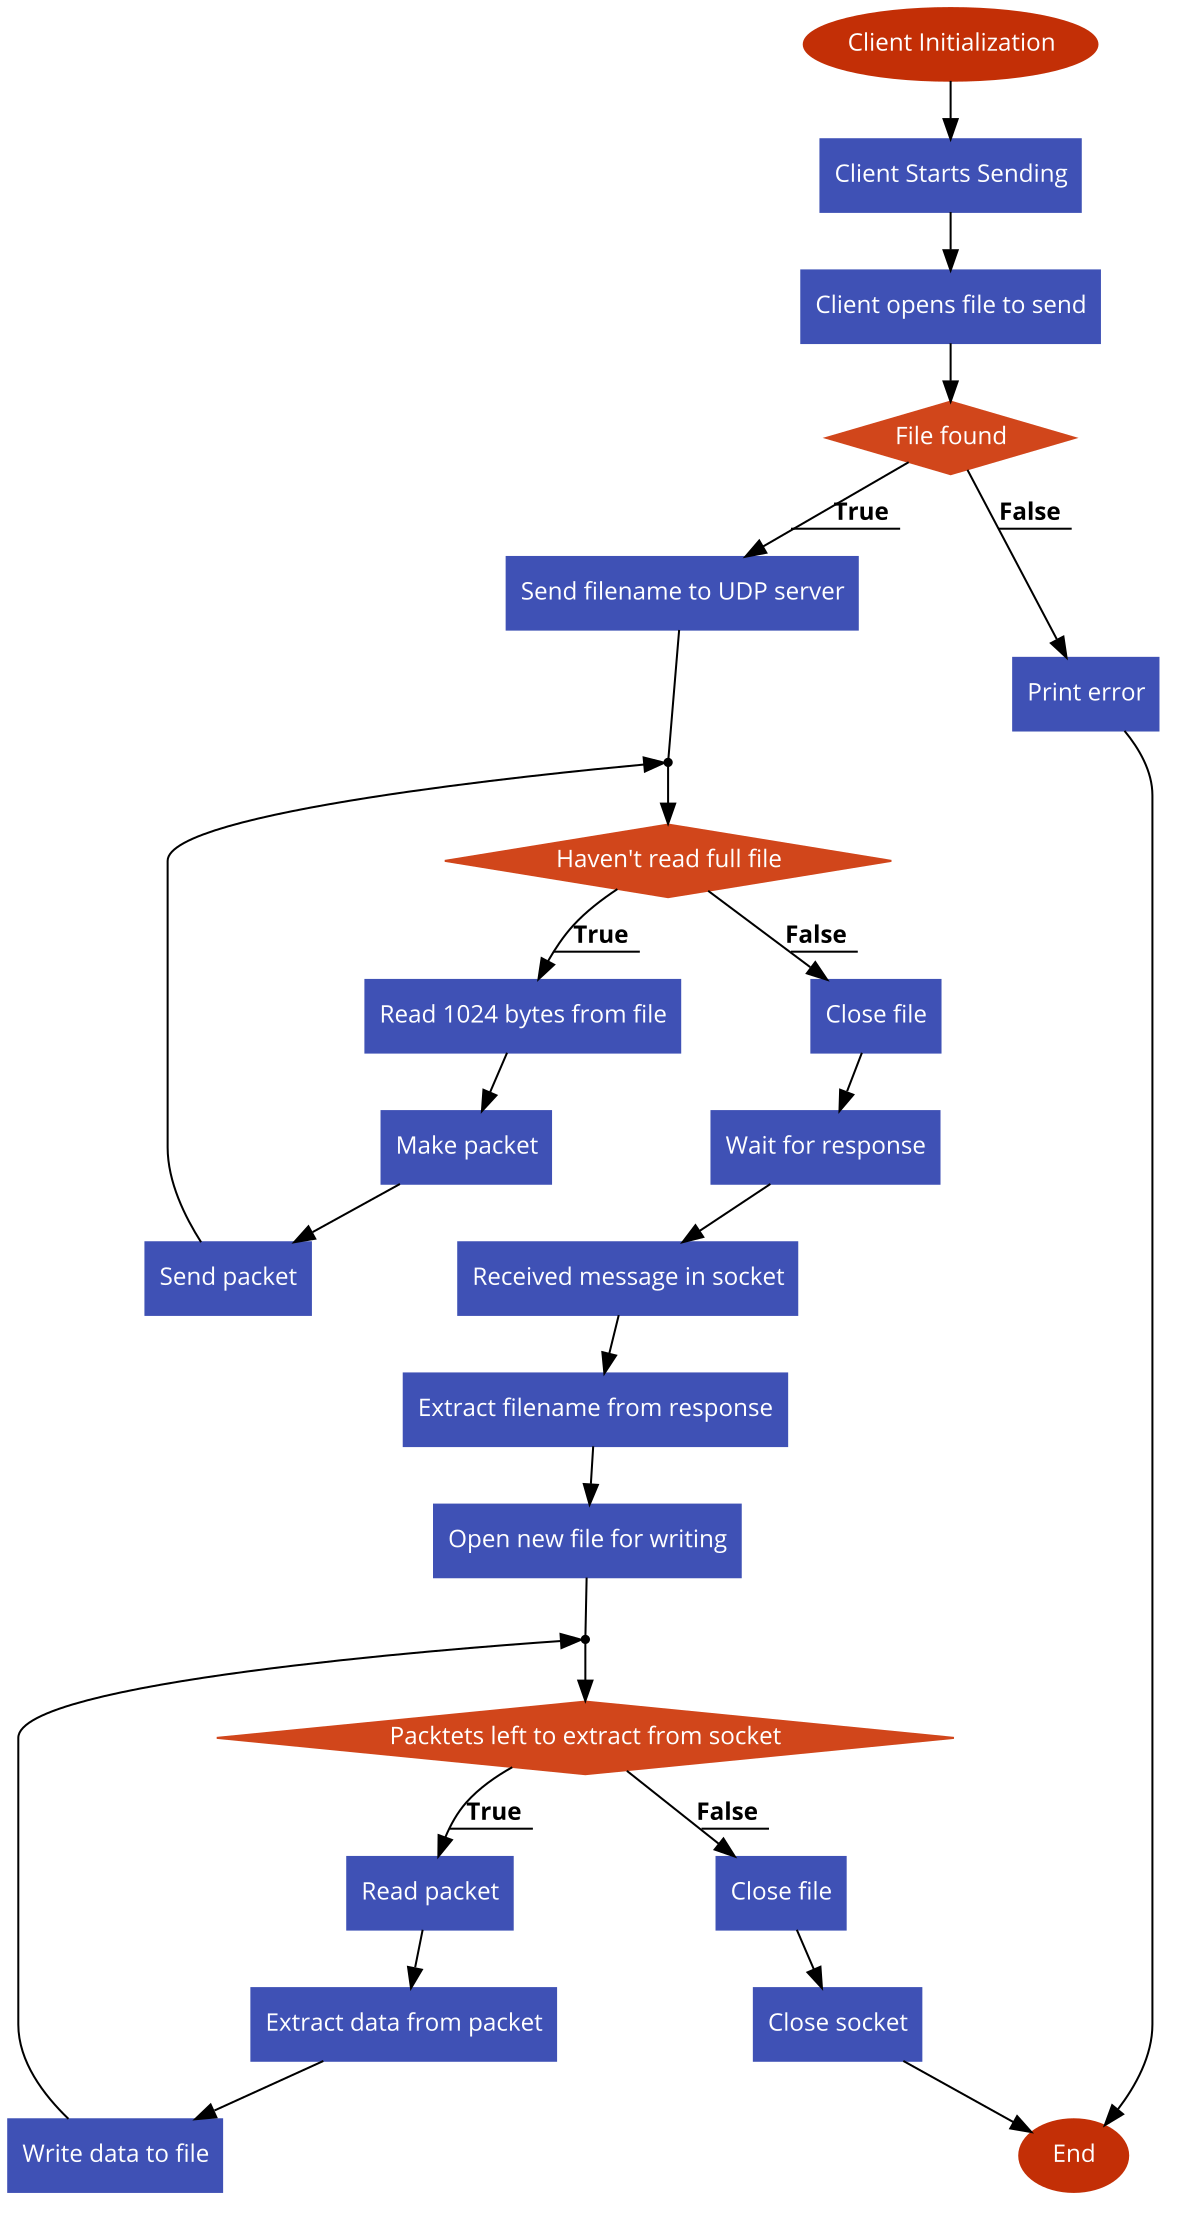 Client Initialization
Client Starts Sending
Client opens file to send
File found
True
False
Send filename to UDP server
Print error
Haven't read full file
True
False
Read 1024 bytes from file
Close file
Make packet
Wait for response
Send packet
Received message in socket
Extract filename from response
Open new file for writing
Packtets left to extract from socket
True
False
Read packet
Close file
Extract data from packet
Close socket
Write data to file
End